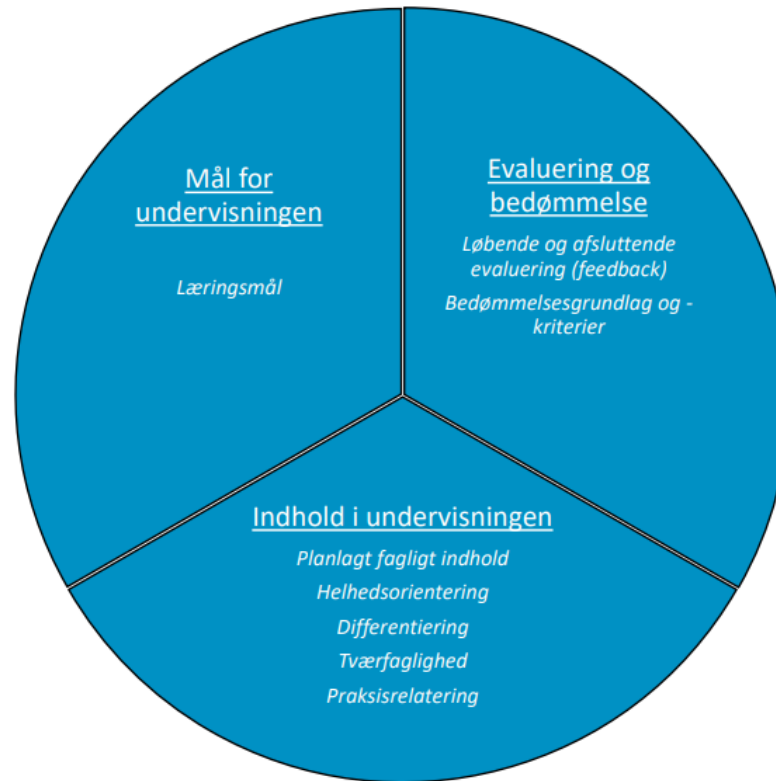 Mål for
undervisningen
Læringsmål
Evaluering og
bedømmelse
Løbende og afsluttende
evaluering (feedback)
Bedømmelsesgrundlag og -
kriterier
Indhold i undervisningen
Planlagt fagligt indhold
Helhedsorientering
Differentiering
Tværfaglighed
Praksisrelatering